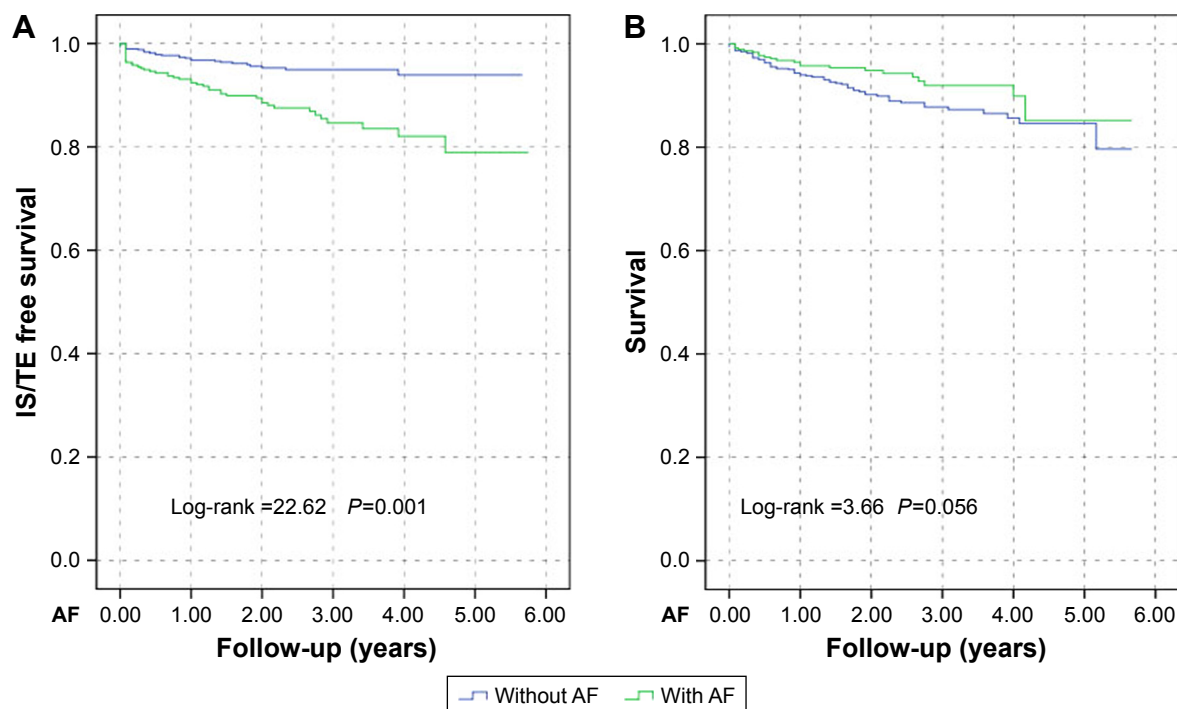 A
IS/TE free survival
1.0
0.8
0.6
0.4
0.2
0.0
Log-rank =22.62 P=0.001
AF
0.00 1.00 2.00 3.00 4.00 5.00 6.00
Follow-up (years)
B
Survival
1.0
0.8
0.6
0.4
0.2
0.0
Log-rank =3.66 P=0.056
AF
0.00 1.00 2.00 3.00 4.00 5.00 6.00
Follow-up (years)
Without AF With AF